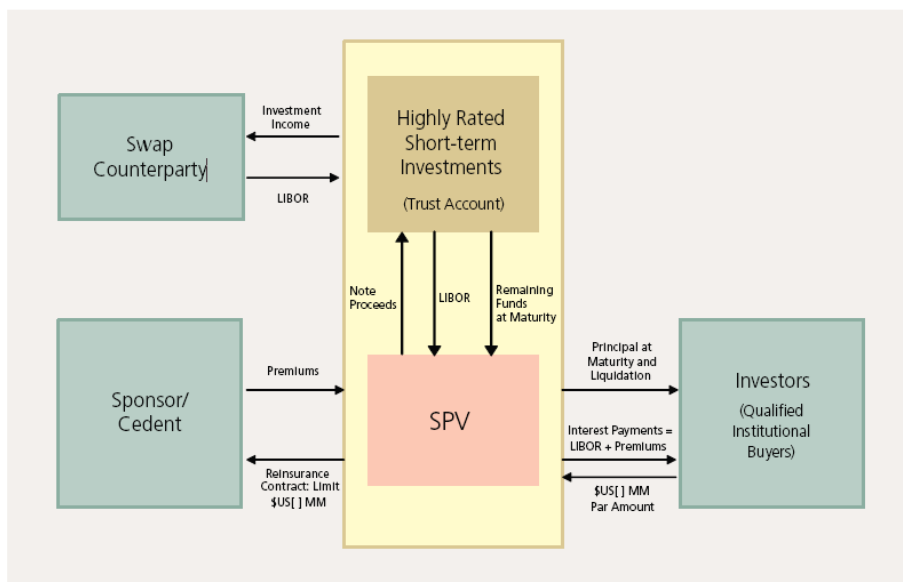 Swap
Counterparty
Investment
Income
LIBOR
Highly Rated
Short-term
Investments
(Trust Account)
Note
Proceeds
LIBOR
Remaining
Funds
at Maturity
Sponsor/
Cedent
Premiums
Reinsurance
Contract: Limit
$US[ ] MM
SPV
Principal at
Maturity and
Liquidation
Interest Payments =
LIBOR + Premiums
$US[ ] MM
Par Amount
Investors
(Qualified
Institutional
Buyers)